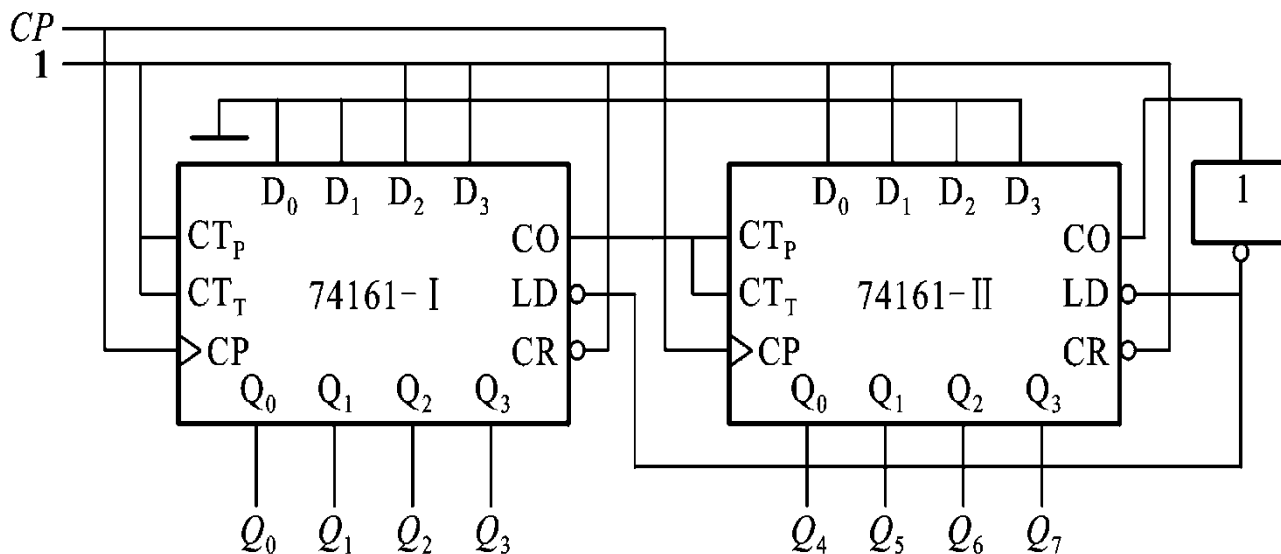 CP
1
D₀ D₁ D₂ D₃ D₀ D₁ D₂ D₃ 1
CTP CO CTP CO
CTT 74161-Ⅰ LD CTT 74161-Ⅱ LD
CP CR CP CR
Q₀ Q₁ Q₂ Q₃ Q₀ Q₁ Q₂ Q₃
Q₀ Q₁ Q₂ Q₃ Q₄ Q₅ Q₆ Q₇